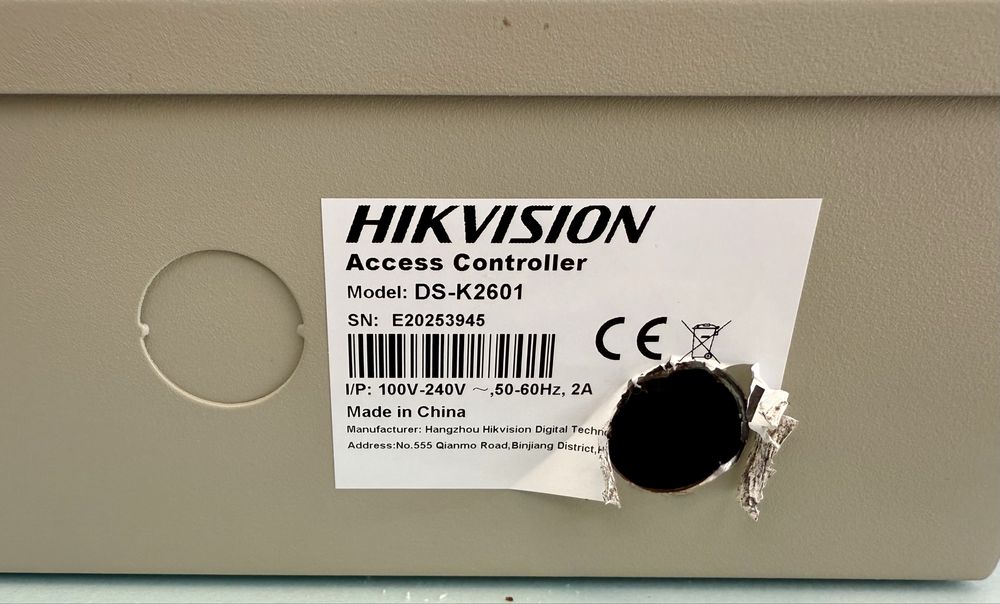 HIKVISION
Access Controller
Model: DS-K2601
SN: E20253945
CE
I/P: 100V-240V ～,50-60Hz, 2A
Made in China
Manufacturer: Hangzhou Hikvision Digital
Address:No.555 Qianmo Road,Binjiang District,